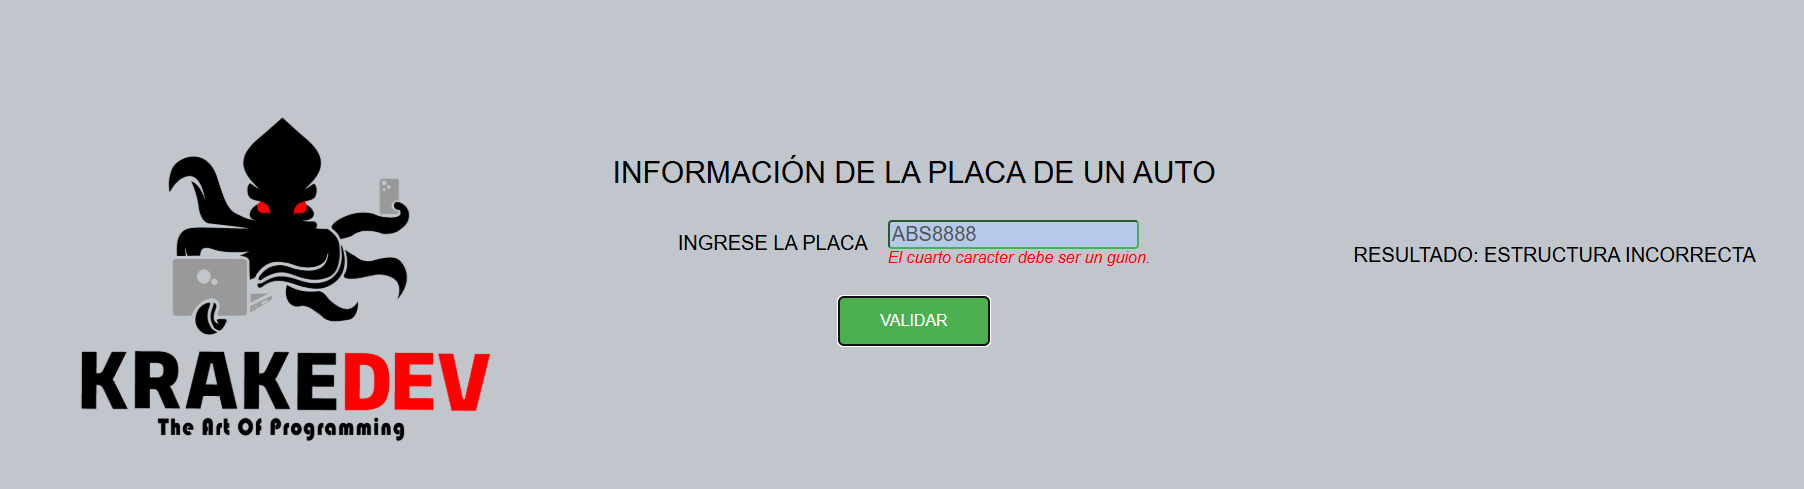 KRAKEDEV
The Art Of Programming
INFORMACIÓN DE LA PLACA DE UN AUTO
INGRESE LA PLACA
ABS8888
El cuarto caracter debe ser un guion.
VALIDAR
RESULTADO: ESTRUCTURA INCORRECTA